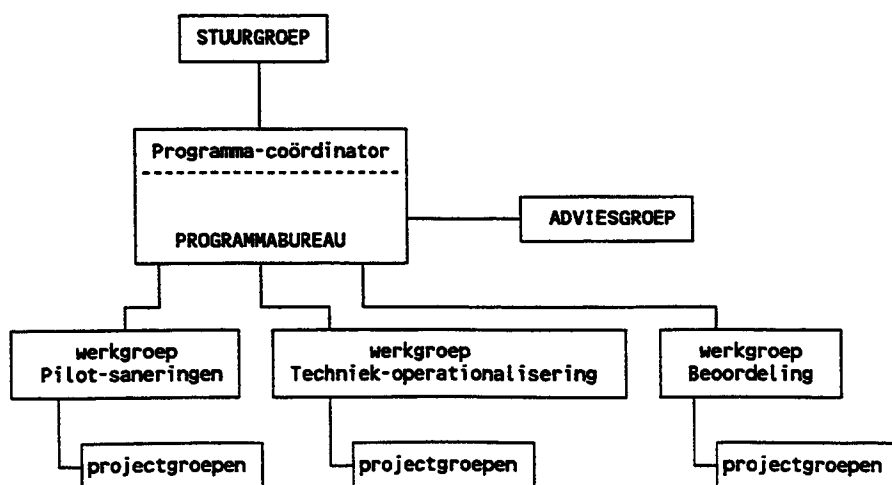 STUURGROEP
Programma-coördinator
ADVIESGROEP
PROGRAMMABUREAU
werkgroep
Pilot-saneringen
werkgroep
Techniek-operationalisering
werkgroep
Beoordeling
projectgroepen
projectgroepen
projectgroepen